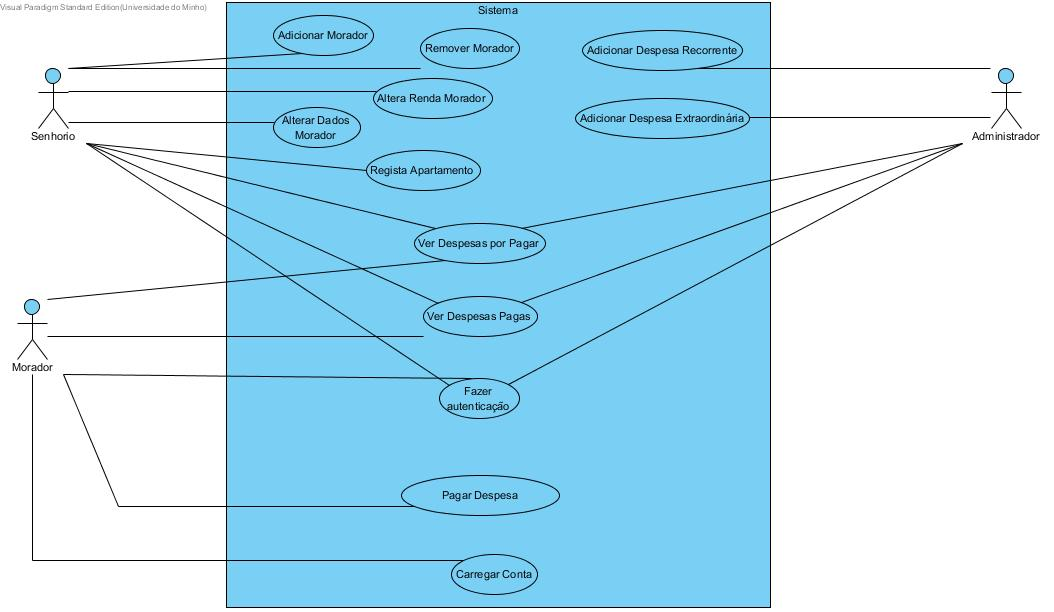 Visual Paradigm Standard Edition(Universidade do Minho)
Sistema
Adicionar Morador
Remover Morador
Adicionar Despesa Recorrente
Altera Renda Morador
Alterar Dados
Morador
Adicionar Despesa Extraordinária
Senhorio
Administrador
Regista Apartamento
Ver Despesas por Pagar
Ver Despesas Pagas
Morador
Fazer
autenticação
Pagar Despesa
Carregar Conta